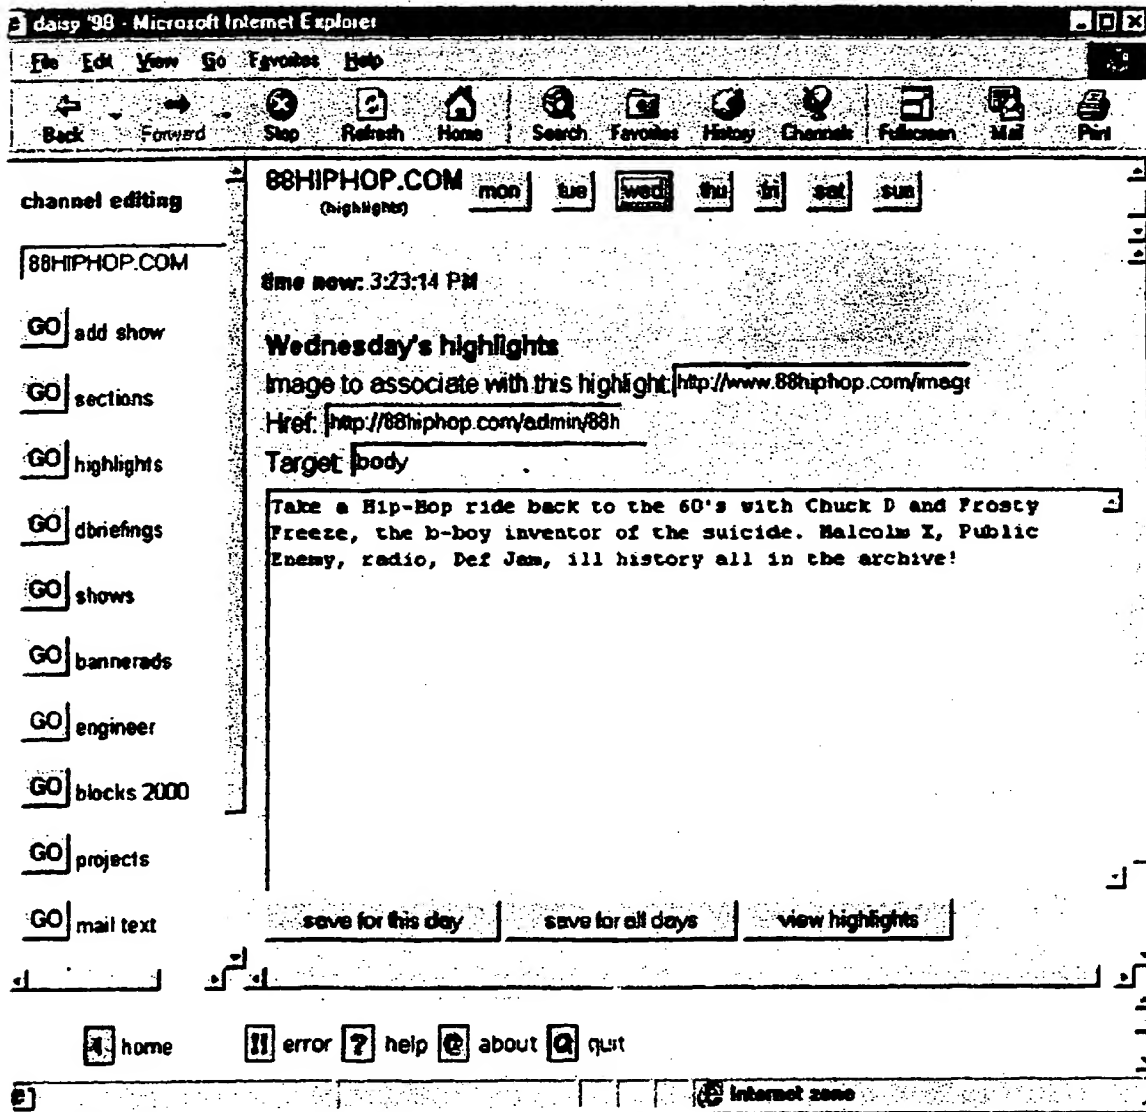 daisy '98 - Microsoft Internet Explorer
File Edit View Go Favorites Help
Back Forward Stop Refresh Home Search Favorites History Channels Fullscreen Mail Print
channel editing
88HIPHOP.COM
GO add show
GO sections
GO highlights
GO dbriefings
GO shows
GO bannerads
GO engineer
GO blocks 2000
GO projects
GO mail text
88HIPHOP.COM mon tue wed thu fri sat sun
(highlights)
time now: 3:23:14 PM
Wednesday's highlights
Image to associate with this highlight: http://www.88hiphop.com/image
Href: http://88hiphop.com/admin/88h
Target: body
Take a Hip-Hop ride back to the 60's with Chuck D and Frosty
Freeze, the b-boy inventor of the suicide. Malcolm X, Public
Enemy, radio, Def Jam, ill history all in the archive!
save for this day save for all days view highlights
home !! error ? help @ about Q quit
Internet zone